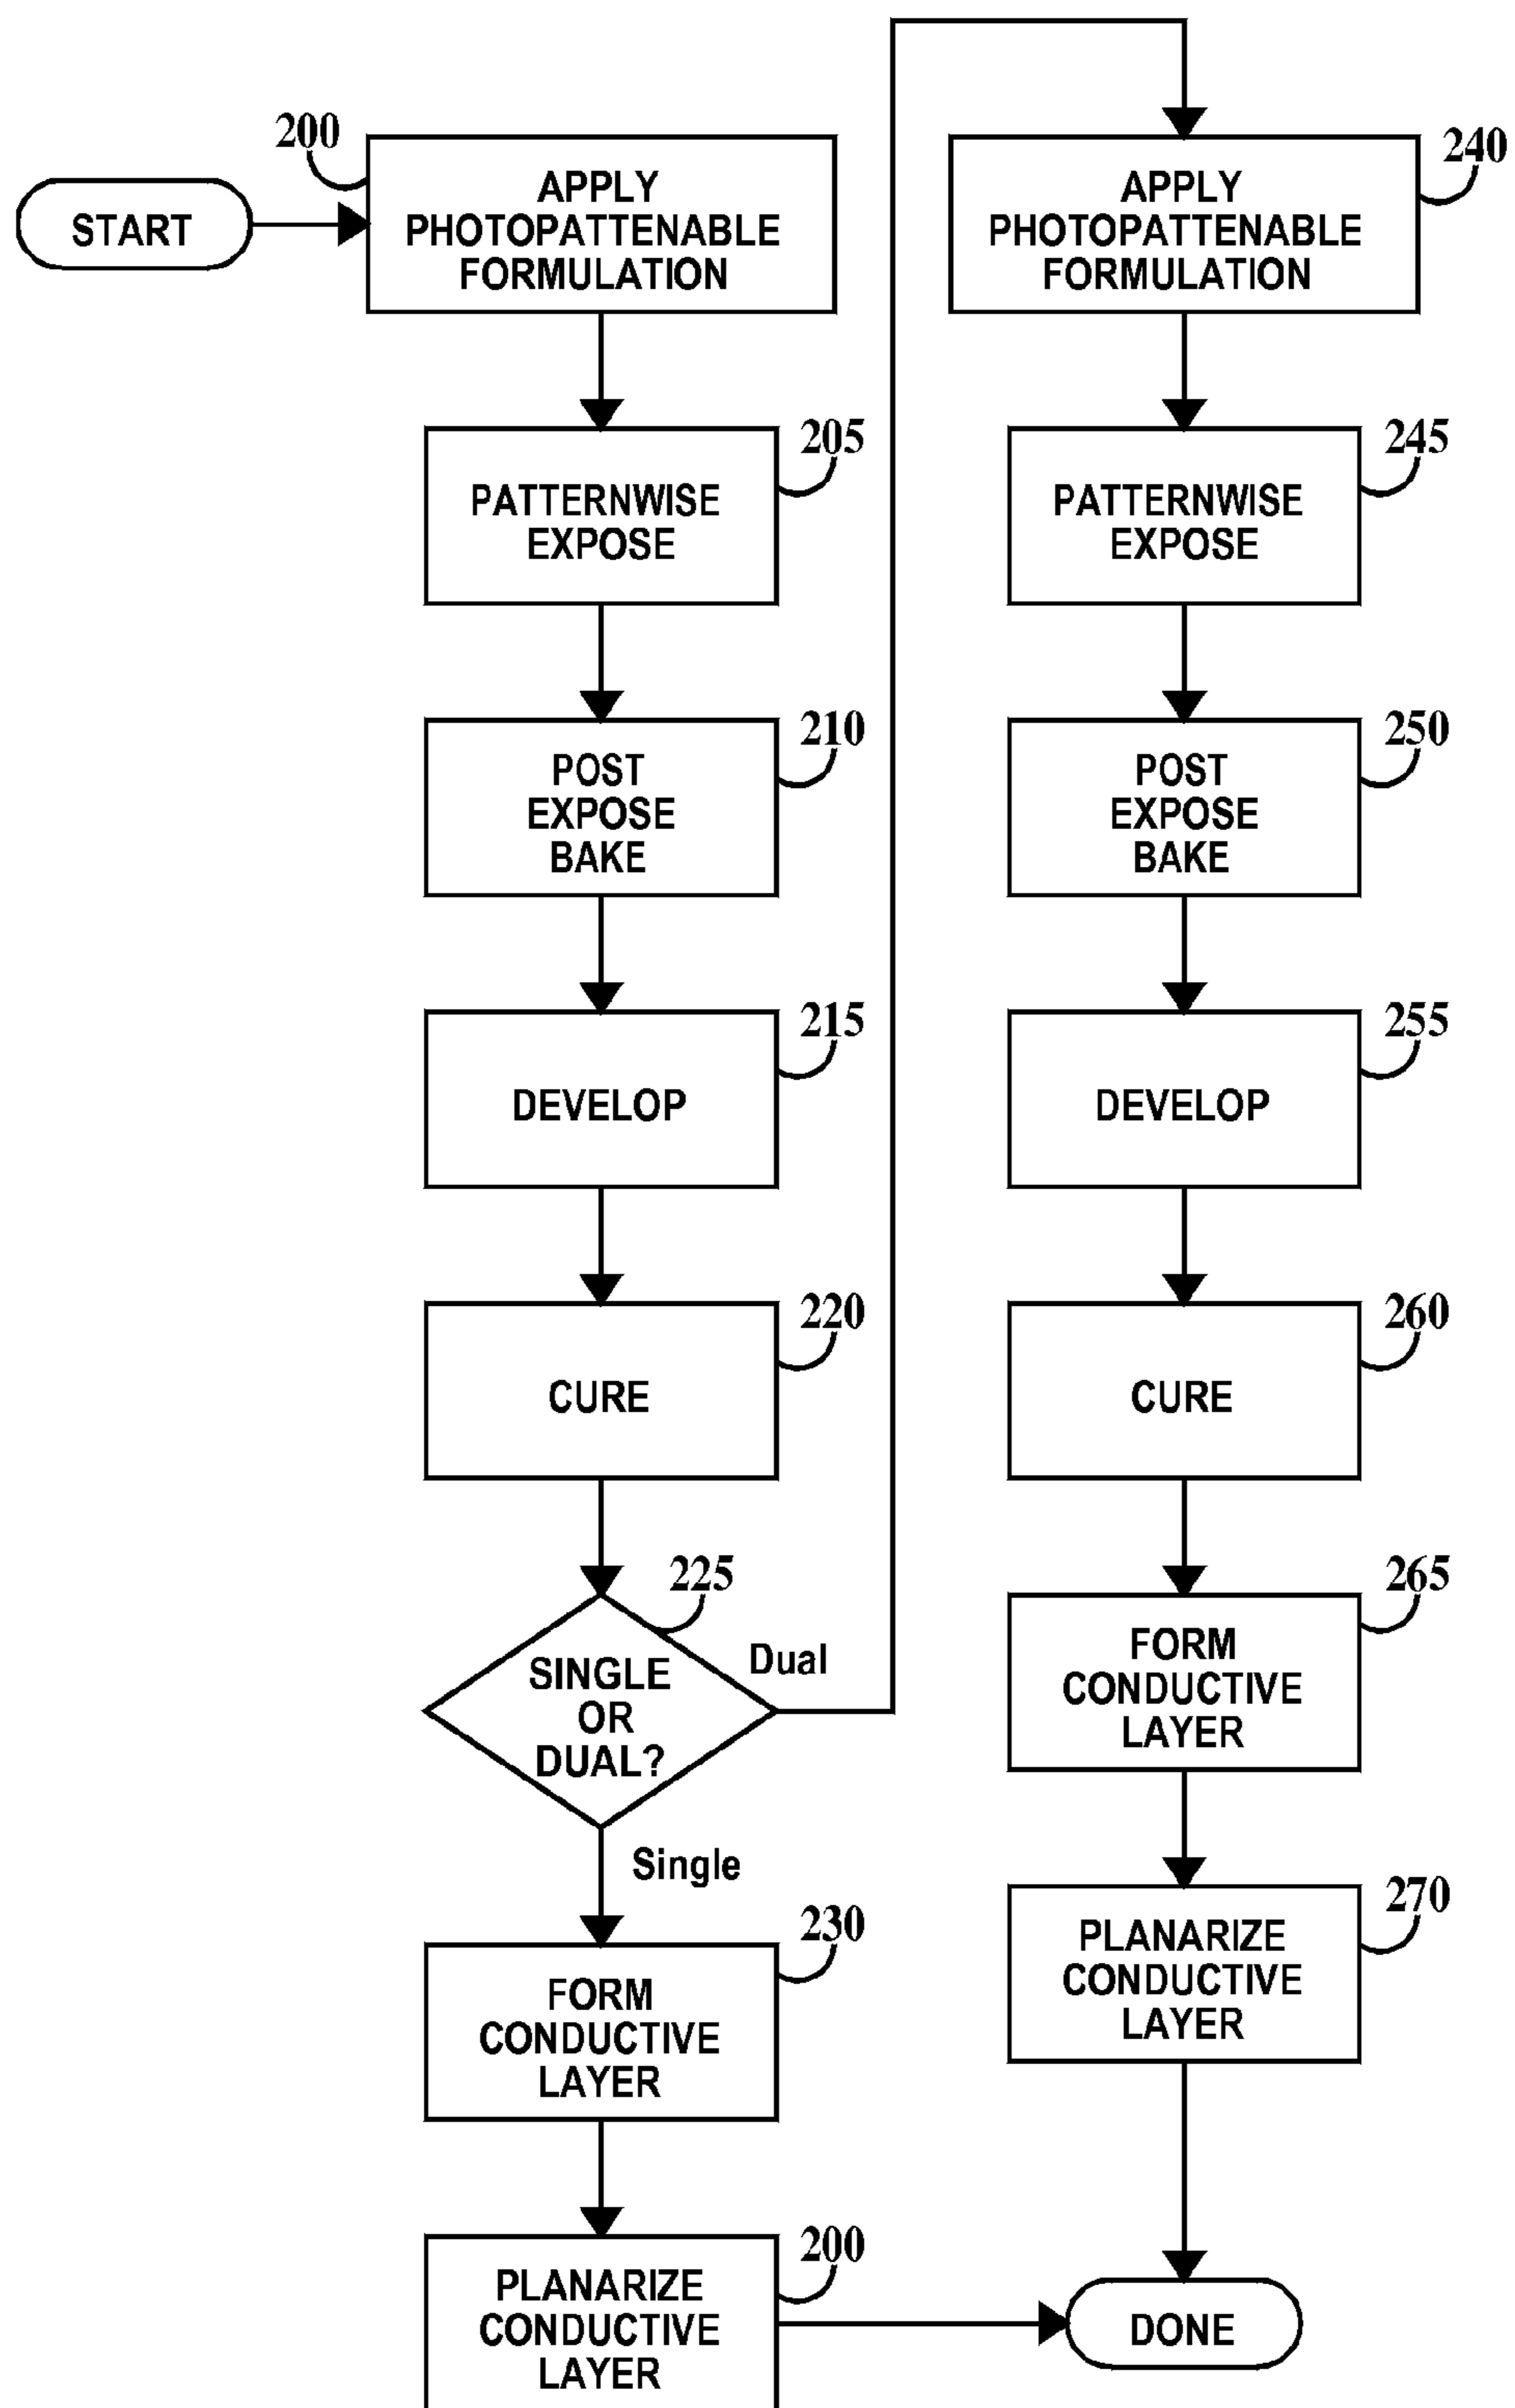 START
200
APPLY
PHOTOPATTENABLE
FORMULATION
205
PATTERNWISE
EXPOSE
210
POST
EXPOSE
BAKE
215
DEVELOP
220
CURE
225
SINGLE
OR
DUAL?
Dual
Single
230
FORM
CONDUCTIVE
LAYER
200
PLANARIZE
CONDUCTIVE
LAYER
240
APPLY
PHOTOPATTENABLE
FORMULATION
245
PATTERNWISE
EXPOSE
250
POST
EXPOSE
BAKE
255
DEVELOP
260
CURE
265
FORM
CONDUCTIVE
LAYER
270
PLANARIZE
CONDUCTIVE
LAYER
DONE